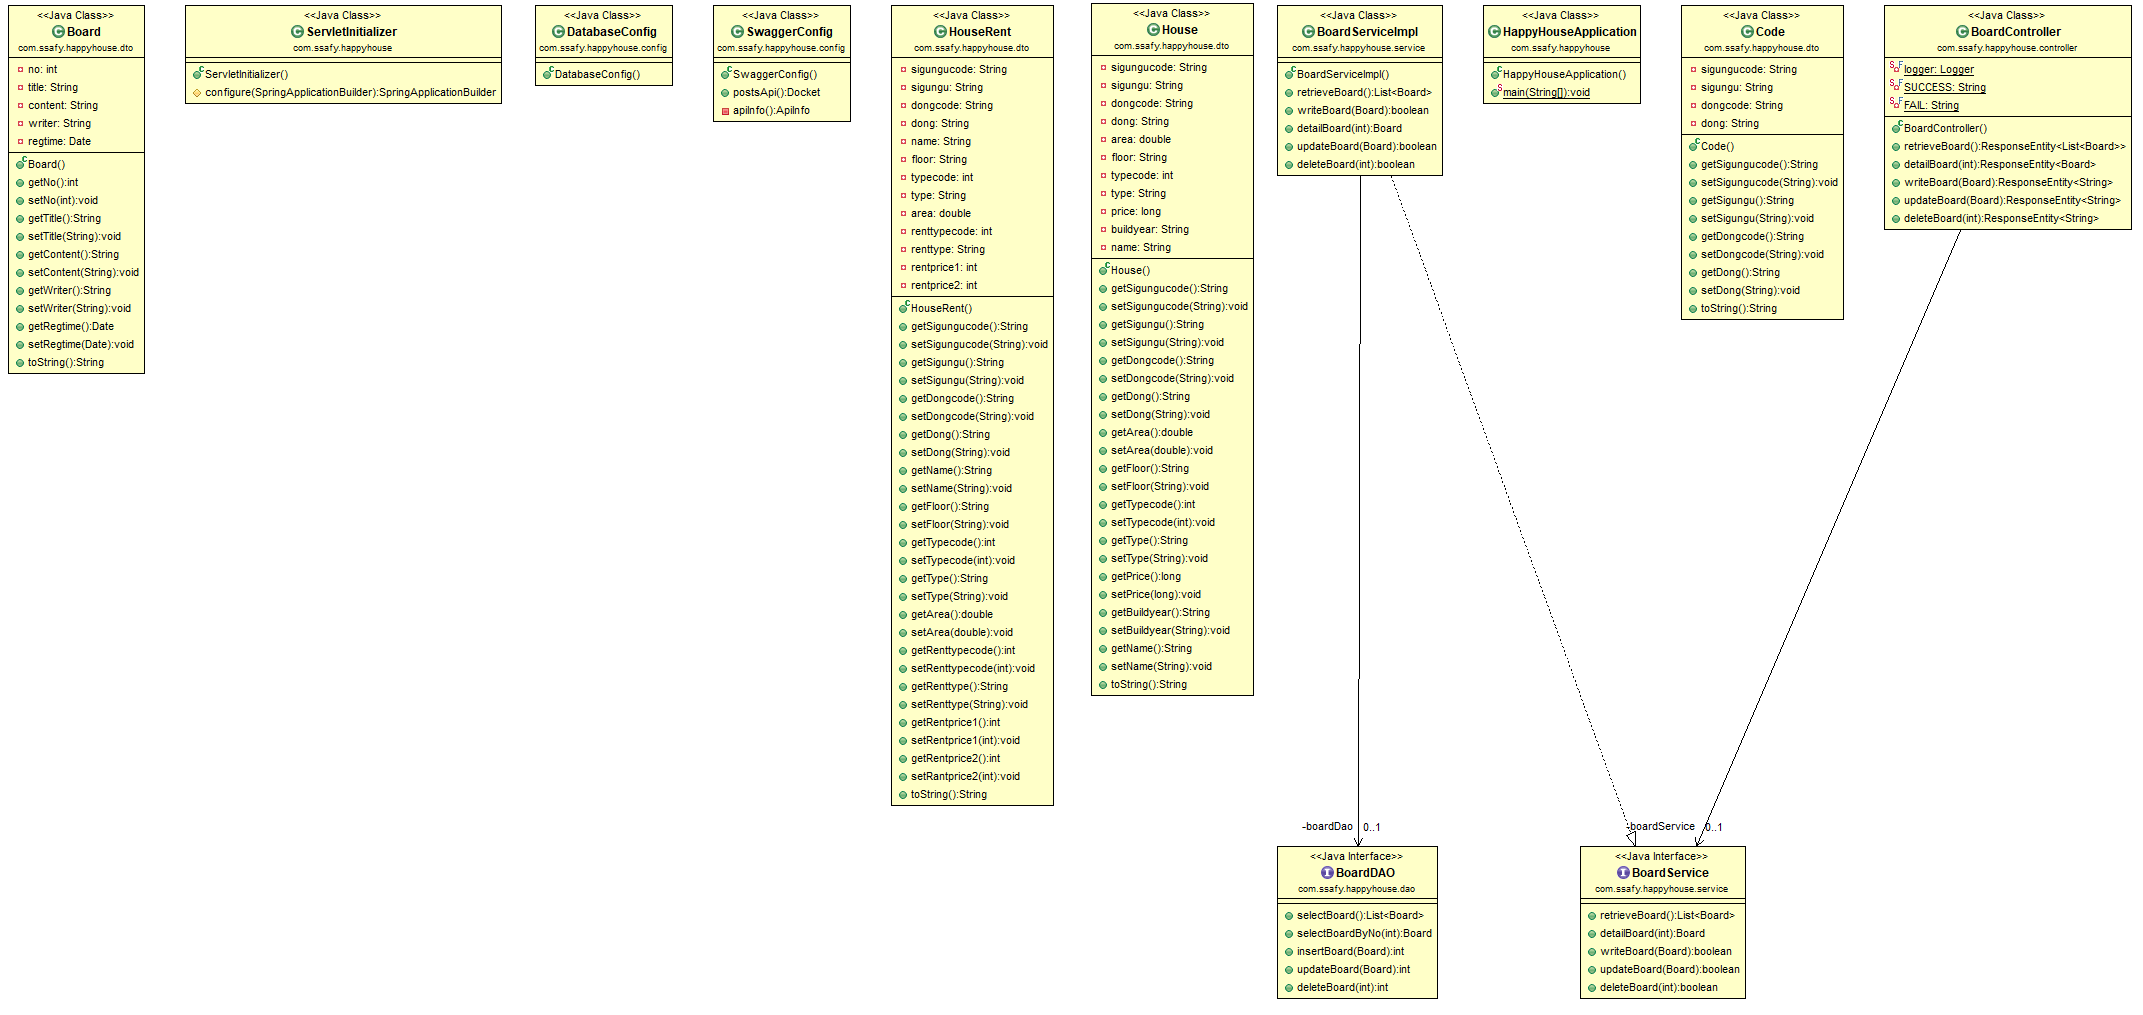 <<Java Class>>
Board
com.ssafy.happyhouse.dto
no: int
title: String
content: String
writer: String
regtime: Date
Board()
getNo():int
setNo(int):void
getTitle():String
setTitle(String):void
getContent():String
setContent(String):void
getWriter():String
setWriter(String):void
getRegtime():Date
setRegtime(Date):void
toString():String
<<Java Class>>
ServletInitializer
com.ssafy.happyhouse
ServletInitializer()
configure(SpringApplicationBuilder):SpringApplicationBuilder
<<Java Class>>
DatabaseConfig
com.ssafy.happyhouse.config
DatabaseConfig()
<<Java Class>>
SwaggerConfig
com.ssafy.happyhouse.config
SwaggerConfig()
postsApi():Docket
apiInfo():ApiInfo
<<Java Class>>
HouseRent
com.ssafy.happyhouse.dto
sigungucode: String
sigungu: String
dongcode: String
dong: String
name: String
floor: String
typecode: int
type: String
area: double
renttypecode: int
renttype: String
rentprice1: int
rentprice2: int
HouseRent()
getSigungucode():String
setSigungucode(String):void
getSigungu():String
setSigungu(String):void
getDongcode():String
setDongcode(String):void
getDong():String
setDong(String):void
getName():String
setName(String):void
getFloor():String
setFloor(String):void
getTypecode():int
setTypecode(int):void
getType():String
setType(String):void
getArea():double
setArea(double):void
getRenttypecode():int
setRenttypecode(int):void
getRenttype():String
setRenttype(String):void
getRentprice1():int
setRentprice1(int):void
getRentprice2():int
setRantprice2(int):void
toString():String
<<Java Class>>
House
com.ssafy.happyhouse.dto
sigungucode: String
sigungu: String
dongcode: String
dong: String
area: double
floor: String
typecode: int
type: String
price: long
buildyear: String
name: String
House()
getSigungucode():String
setSigungucode(String):void
getSigungu():String
setSigungu(String):void
getDongcode():String
setDongcode(String):void
getDong():String
setDong(String):void
getArea():double
setArea(double):void
getFloor():String
setFloor(String):void
getTypecode():int
setTypecode(int):void
getType():String
setType(String):void
getPrice():long
setPrice(long):void
getBuildyear():String
setBuildyear(String):void
getName():String
setName(String):void
toString():String
<<Java Class>>
BoardServiceImpl
com.ssafy.happyhouse.service
BoardServiceImpl()
retrieveBoard():List<Board>
writeBoard(Board):boolean
detailBoard(int):Board
updateBoard(Board):boolean
deleteBoard(int):boolean
<<Java Class>>
HappyHouseApplication
com.ssafy.happyhouse
HappyHouseApplication()
main(String[]):void
<<Java Class>>
Code
com.ssafy.happyhouse.dto
sigungucode: String
sigungu: String
dongcode: String
dong: String
Code()
getSigungucode():String
setSigungucode(String):void
getSigungu():String
setSigungu(String):void
getDongcode():String
setDongcode(String):void
getDong():String
setDong(String):void
toString():String
<<Java Class>>
BoardController
com.ssafy.happyhouse.controller
logger: Logger
SUCCESS: String
FAIL: String
BoardController()
retrieveBoard():ResponseEntity<List<Board>>
detailBoard(int):ResponseEntity<Board>
writeBoard(Board):ResponseEntity<String>
updateBoard(Board):ResponseEntity<String>
deleteBoard(int):ResponseEntity<String>
-boardDao 0..1
-boardService 0..1
<<Java Interface>>
BoardDAO
com.ssafy.happyhouse.dao
selectBoard():List<Board>
selectBoardByNo(int):Board
insertBoard(Board):int
updateBoard(Board):int
deleteBoard(int):int
<<Java Interface>>
BoardService
com.ssafy.happyhouse.service
retrieveBoard():List<Board>
detailBoard(int):Board
writeBoard(Board):boolean
updateBoard(Board):boolean
deleteBoard(int):boolean